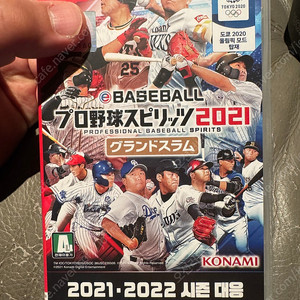 TOKYO 2020
도쿄 2020
올림픽 모드
탑재
eBASEBALL
プロ野球スピリッツ2021
PROFESSIONAL BASEBALL SPIRITS
グランドスラム
KONAMI
2021·2022 시즌 대응